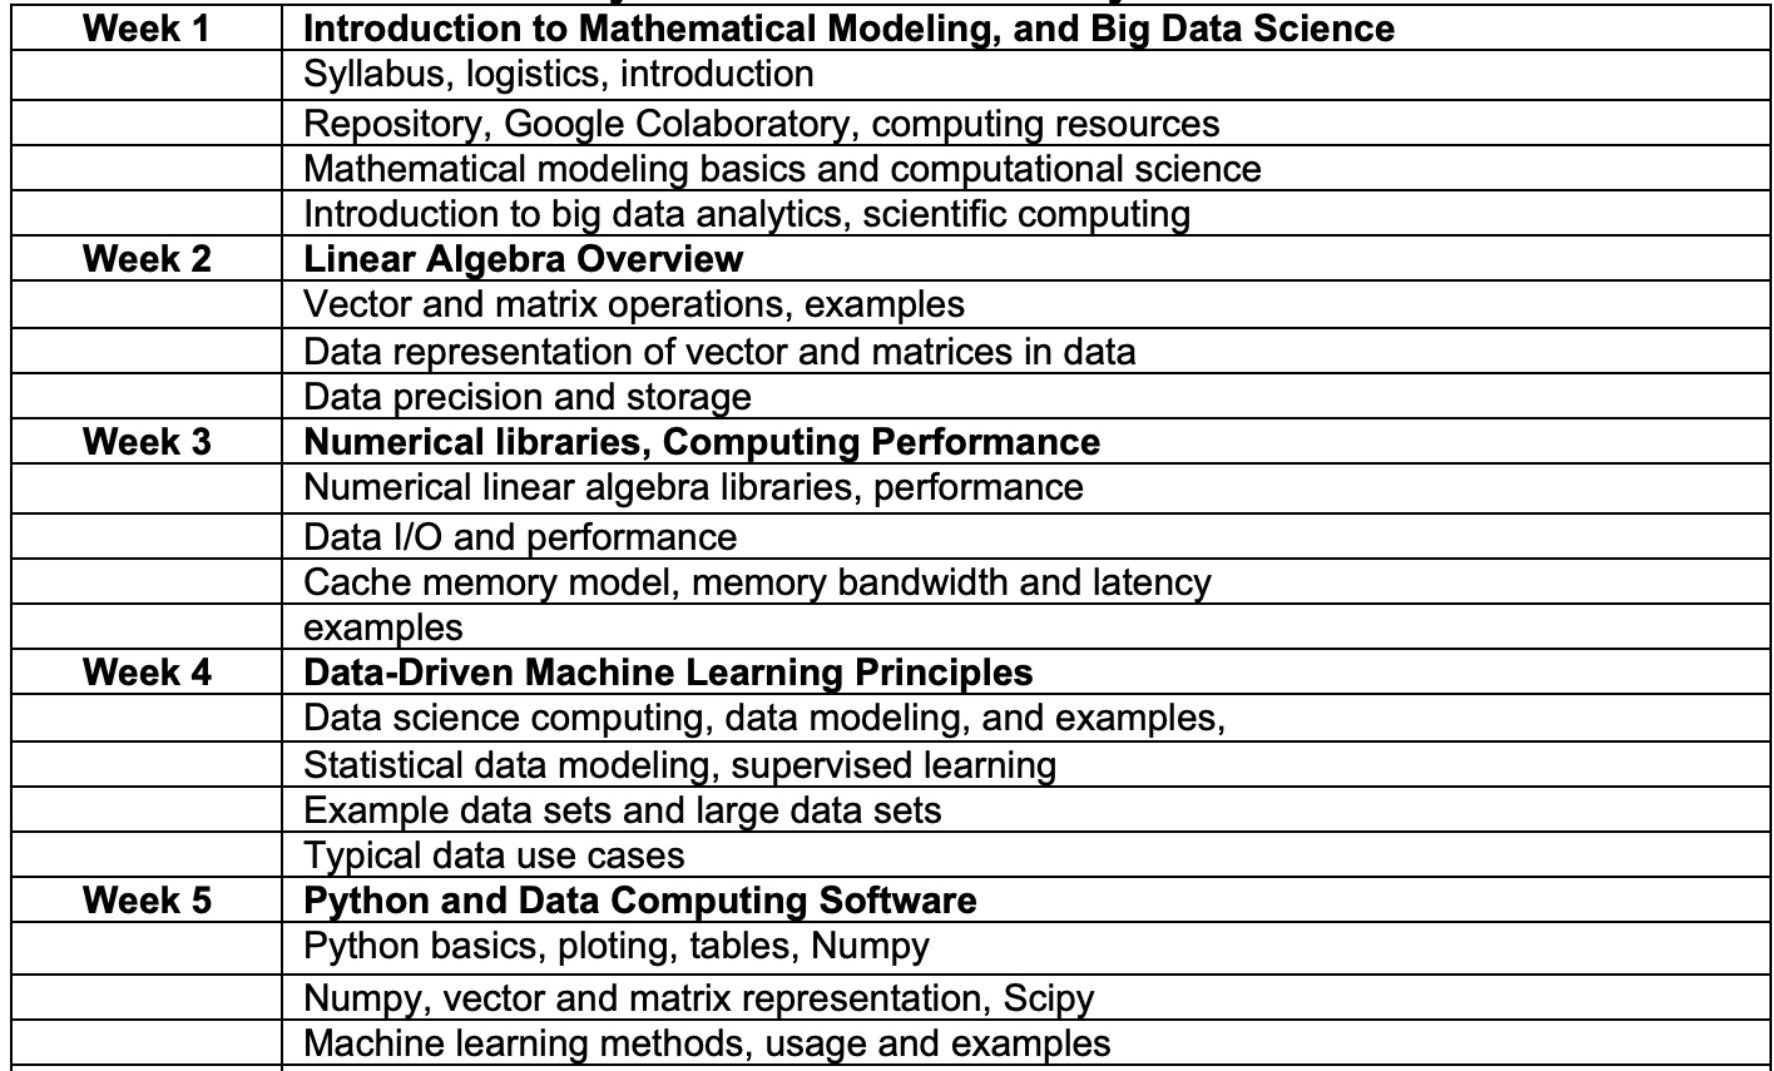 Week 1 Introduction to Mathematical Modeling, and Big Data Science
Syllabus, logistics, introduction
Repository, Google Colaboratory, computing resources
Mathematical modeling basics and computational science
Introduction to big data analytics, scientific computing
Week 2 Linear Algebra Overview
Vector and matrix operations, examples
Data representation of vector and matrices in data
Data precision and storage
Week 3 Numerical libraries, Computing Performance
Numerical linear algebra libraries, performance
Data I/O and performance
Cache memory model, memory bandwidth and latency
examples
Week 4 Data-Driven Machine Learning Principles
Data science computing, data modeling, and examples,
Statistical data modeling, supervised learning
Example data sets and large data sets
Typical data use cases
Week 5 Python and Data Computing Software
Python basics, ploting, tables, Numpy
Numpy, vector and matrix representation, Scipy
Machine learning methods, usage and examples